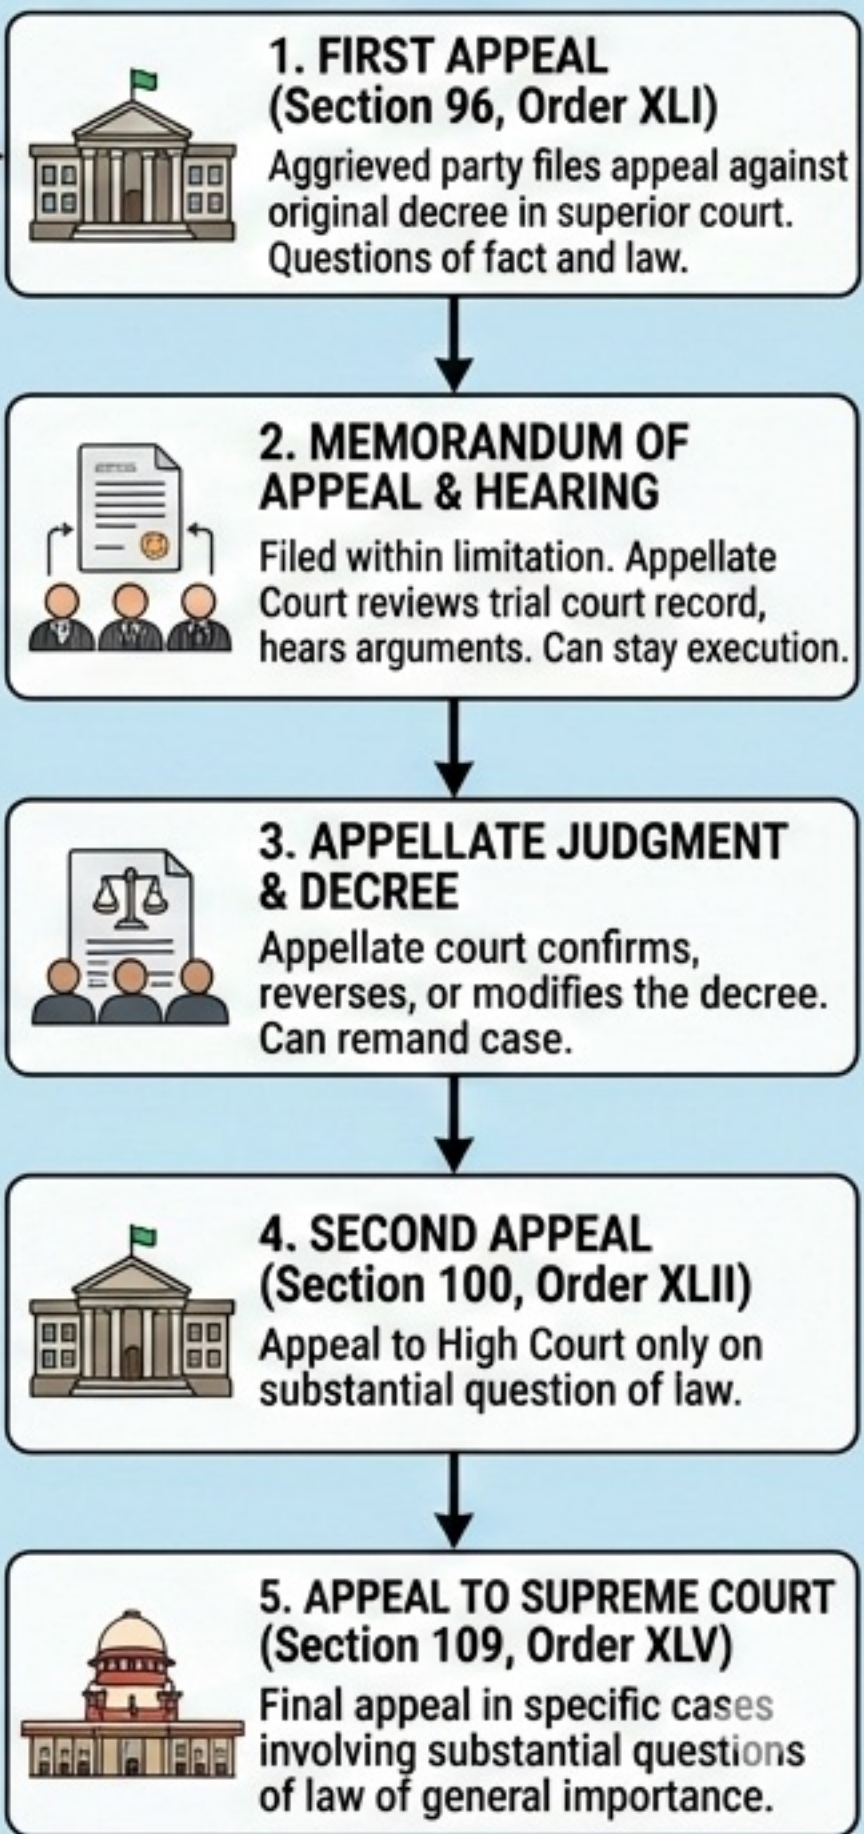 1. FIRST APPEAL
(Section 96, Order XLI)
Aggrieved party files appeal against
original decree in superior court.
Questions of fact and law.
2. MEMORANDUM OF
APPEAL & HEARING
Filed within limitation. Appellate
Court reviews trial court record,
hears arguments. Can stay execution.
3. APPELLATE JUDGMENT
& DECREE
Appellate court confirms,
reverses, or modifies the decree.
Can remand case.
4. SECOND APPEAL
(Section 100, Order XLII)
Appeal to High Court only on
substantial question of law.
5. APPEAL TO SUPREME COURT
(Section 109, Order XLV)
Final appeal in specific cases
involving substantial questions
of law of general importance.